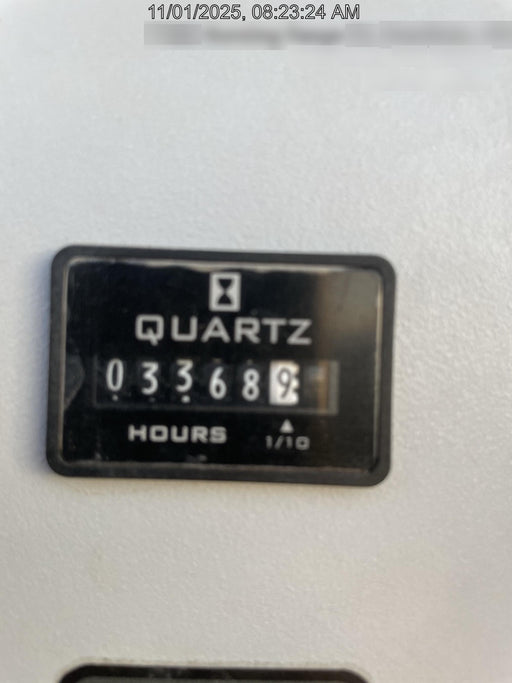 11/01/2025, 08:23:24 AM
QUARTZ
033689
HOURS
1/10